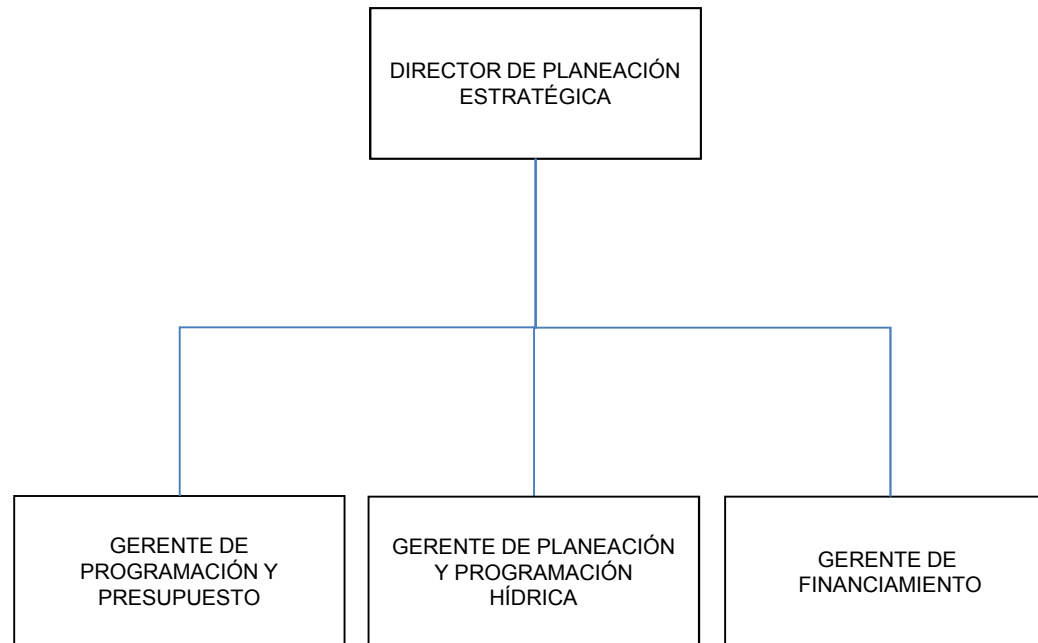 DIRECTOR DE PLANEACIÓN
ESTRATÉGICA
GERENTE DE
PROGRAMACIÓN Y
PRESUPUESTO
GERENTE DE PLANEACIÓN
Y PROGRAMACIÓN
HÍDRICA
GERENTE DE
FINANCIAMIENTO